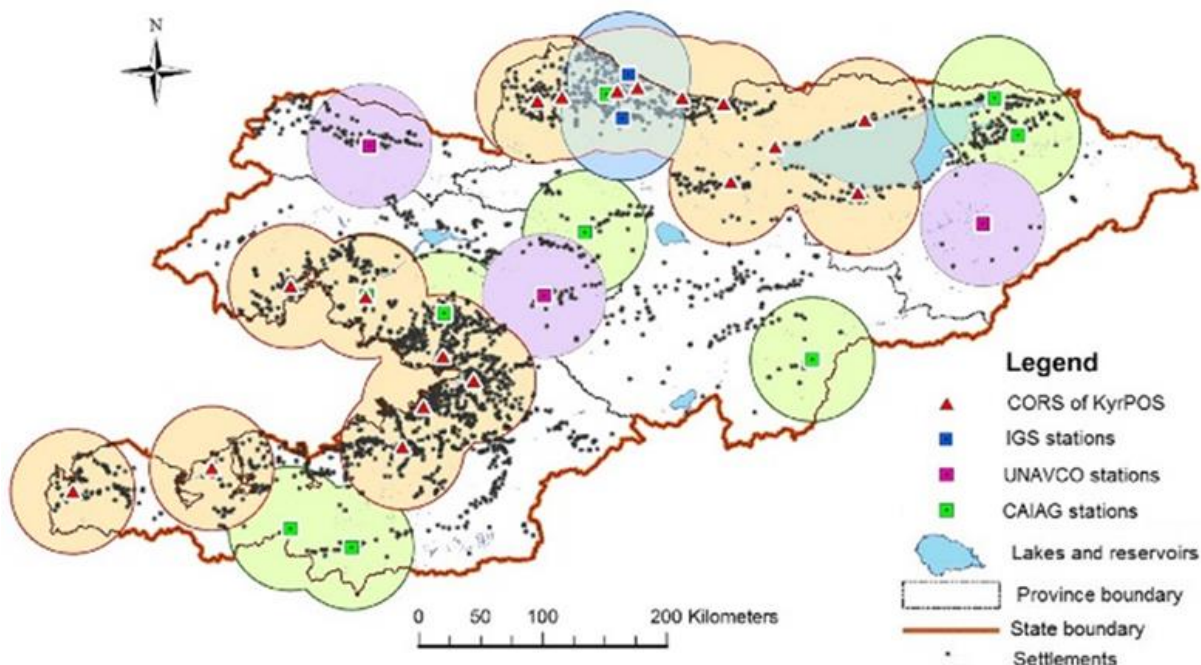 N
Legend
CORS of KyrPOS
IGS stations
UNAVCO stations
CAIAG stations
Lakes and reservoirs
Province boundary
State boundary
Settlements
0 50 100 200 Kilometers